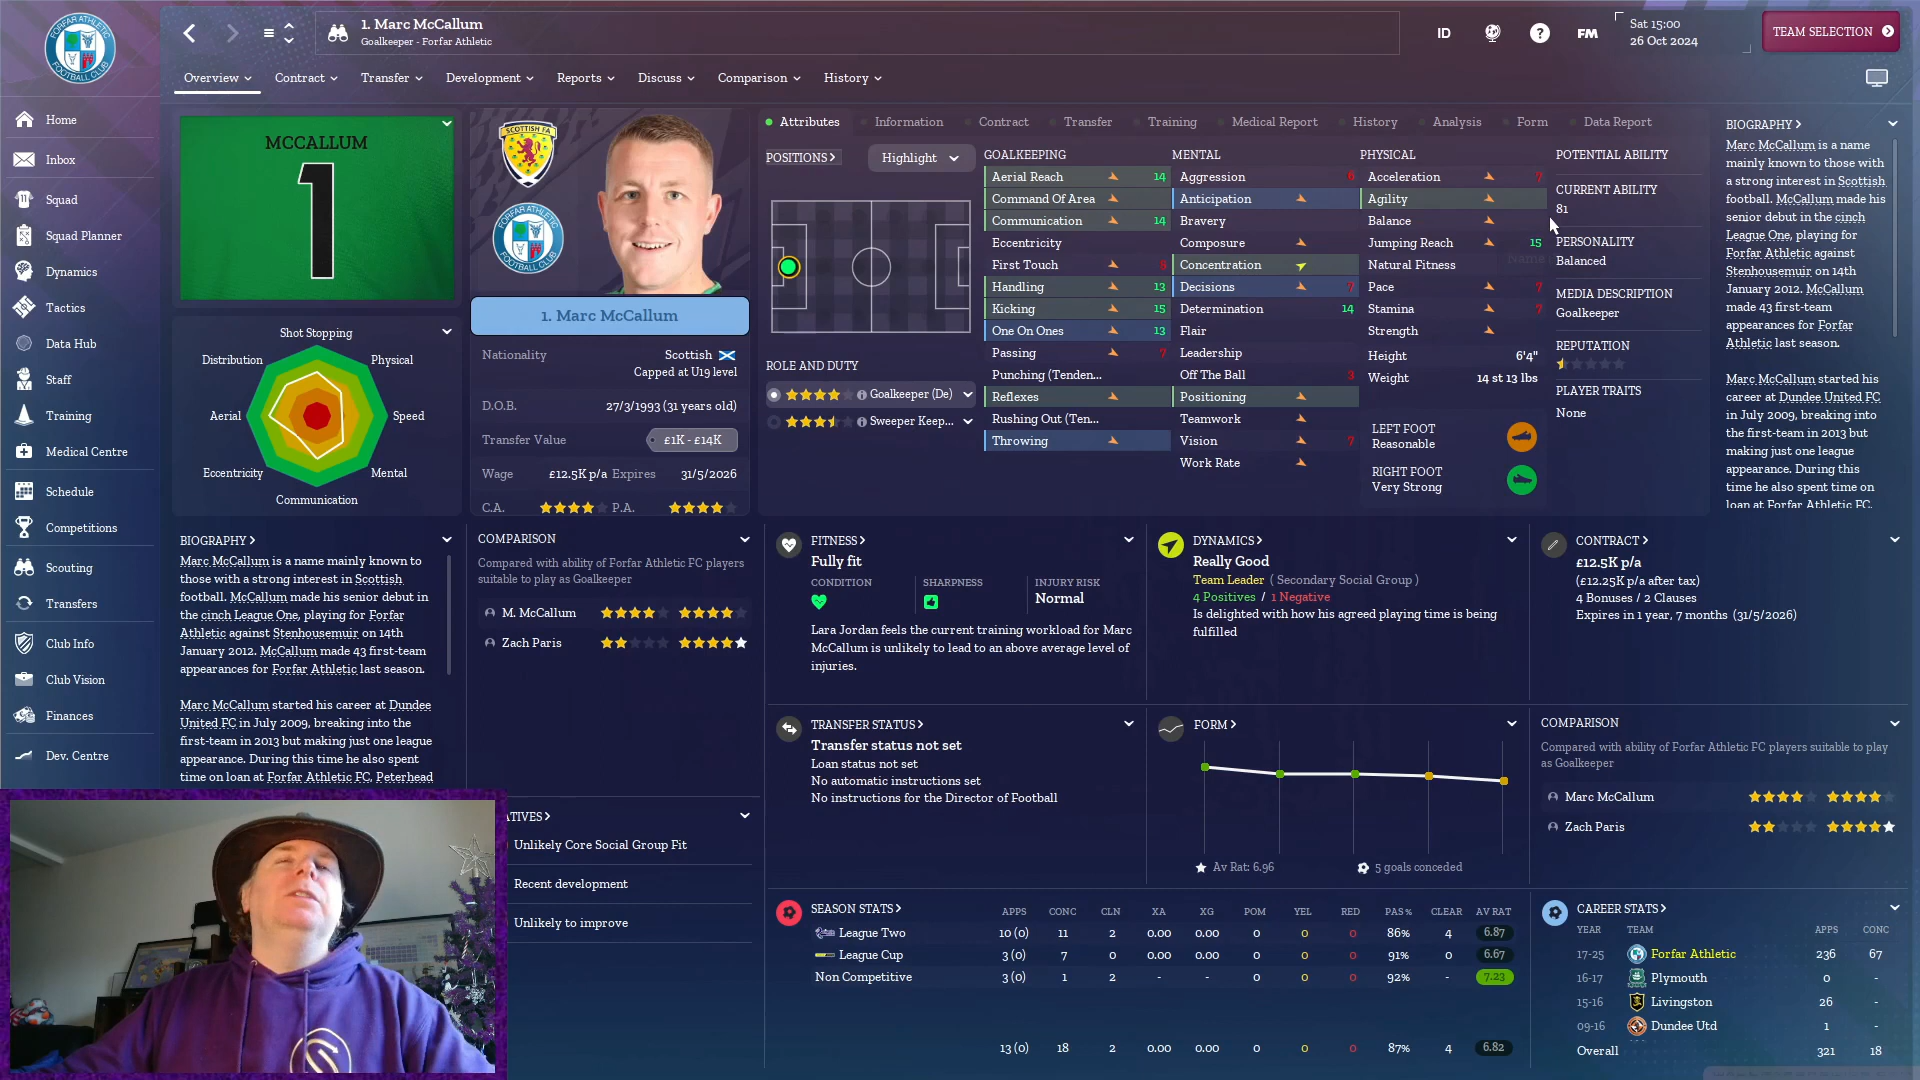 1. Marc McCallum
Goalkeeper - Forfar Athletic
ID
FM
Sat 15:00
26 Oct 2024
TEAM SELECTION
Overview
Contract
Transfer
Development
Reports
Discuss
Comparison
History
FORFAR ATHLETIC
FOOTBALL CLUB
Home
Inbox
Squad
Squad Planner
Dynamics
Tactics
Data Hub
Staff
Training
Medical Centre
Schedule
Competitions
Scouting
Transfers
Club Info
Club Vision
Finances
Dev. Centre
MCCALLUM
1
Shot Stopping
Distribution
Physical
Aerial
Speed
Eccentricity
Mental
Communication
SCOTTISH FA
1. Marc McCallum
Nationality Scottish
Capped at U19 level
D.O.B. 27/3/1993 (31 years old)
Transfer Value £1K - £14K
Wage £12.5K p/a Expires 31/5/2026
C.A. P.A.
Attributes
Information
Contract
Transfer
Training
Medical Report
History
Analysis
Form
Data Report
POSITIONS>
Highlight
ROLE AND DUTY
Goalkeeper (De)
Sweeper Keep...
GOALKEEPING
Aerial Reach 14
Command Of Area
Communication 14
Eccentricity
First Touch 8
Handling 13
Kicking 15
One On Ones 13
Passing 7
Punching (Tenden...
Reflexes
Rushing Out (Ten...
Throwing
MENTAL
Aggression 6
Anticipation
Bravery
Composure
Concentration
Decisions 7
Determination 14
Flair
Leadership
Off The Ball 3
Positioning
Teamwork
Vision 7
Work Rate
PHYSICAL
Acceleration 7
Agility
Balance
Jumping Reach 15
Natural Fitness
Pace 7
Stamina 7
Strength
Height 6'4"
Weight 14 st 13 lbs
LEFT FOOT
Reasonable
RIGHT FOOT
Very Strong
POTENTIAL ABILITY
CURRENT ABILITY
81
PERSONALITY
Balanced
MEDIA DESCRIPTION
Goalkeeper
REPUTATION
PLAYER TRAITS
None
BIOGRAPHY>
Marc McCallum is a name
mainly known to those with
a strong interest in Scottish
football. McCallum made his
senior debut in the cinch
League One, playing for
Forfar Athletic against
Stenhousemuir on 14th
January 2012. McCallum
made 43 first-team
appearances for Forfar
Athletic last season.
Marc McCallum started his
career at Dundee United FC
in July 2009, breaking into
the first-team in 2013 but
making just one league
appearance. During this
time he also spent time on
loan at Forfar Athletic FC,
BIOGRAPHY>
Marc McCallum is a name mainly known to
those with a strong interest in Scottish
football. McCallum made his senior debut in
the cinch League One, playing for Forfar
Athletic against Stenhousemuir on 14th
January 2012. McCallum made 43 first-team
appearances for Forfar Athletic last season.
Marc McCallum started his career at Dundee
United FC in July 2009, breaking into the
first-team in 2013 but making just one league
appearance. During this time he also spent
time on loan at Forfar Athletic FC, Peterhead
COMPARISON
Compared with ability of Forfar Athletic FC players
suitable to play as Goalkeeper
M. McCallum
Zach Paris
ATIVES>
Unlikely Core Social Group Fit
Recent development
Unlikely to improve
FITNESS>
Fully fit
CONDITION
SHARPNESS
INJURY RISK
Normal
Lara Jordan feels the current training workload for Marc
McCallum is unlikely to lead to an above average level of
injuries.
DYNAMICS>
Really Good
Team Leader ( Secondary Social Group )
4 Positives / 1 Negative
Is delighted with how his agreed playing time is being
fulfilled
CONTRACT>
£12.5K p/a
(£12.25K p/a after tax)
4 Bonuses / 2 Clauses
Expires in 1 year, 7 months (31/5/2026)
TRANSFER STATUS>
Transfer status not set
Loan status not set
No automatic instructions set
No instructions for the Director of Football
FORM>
Av Rat: 6.96
5 goals conceded
COMPARISON
Compared with ability of Forfar Athletic FC players suitable to play
as Goalkeeper
Marc McCallum
Zach Paris
SEASON STATS> APPS CONC CLN XA XG POM YEL RED PAS % CLEAR AV RAT
League Two 10 (0) 11 2 0.00 0.00 0 0 0 86% 4 6.87
League Cup 3 (0) 7 0 0.00 0.00 0 0 0 91% 0 6.67
Non Competitive 3 (0) 1 2 - - 0 0 0 92% - 7.23
13 (0) 18 2 0.00 0.00 0 0 0 87% 4 6.82
CAREER STATS>
YEAR TEAM APPS CONC
17-25 Forfar Athletic 236 67
16-17 Plymouth 0 -
15-16 Livingston 26 -
09-16 Dundee Utd 1 -
Overall 321 18